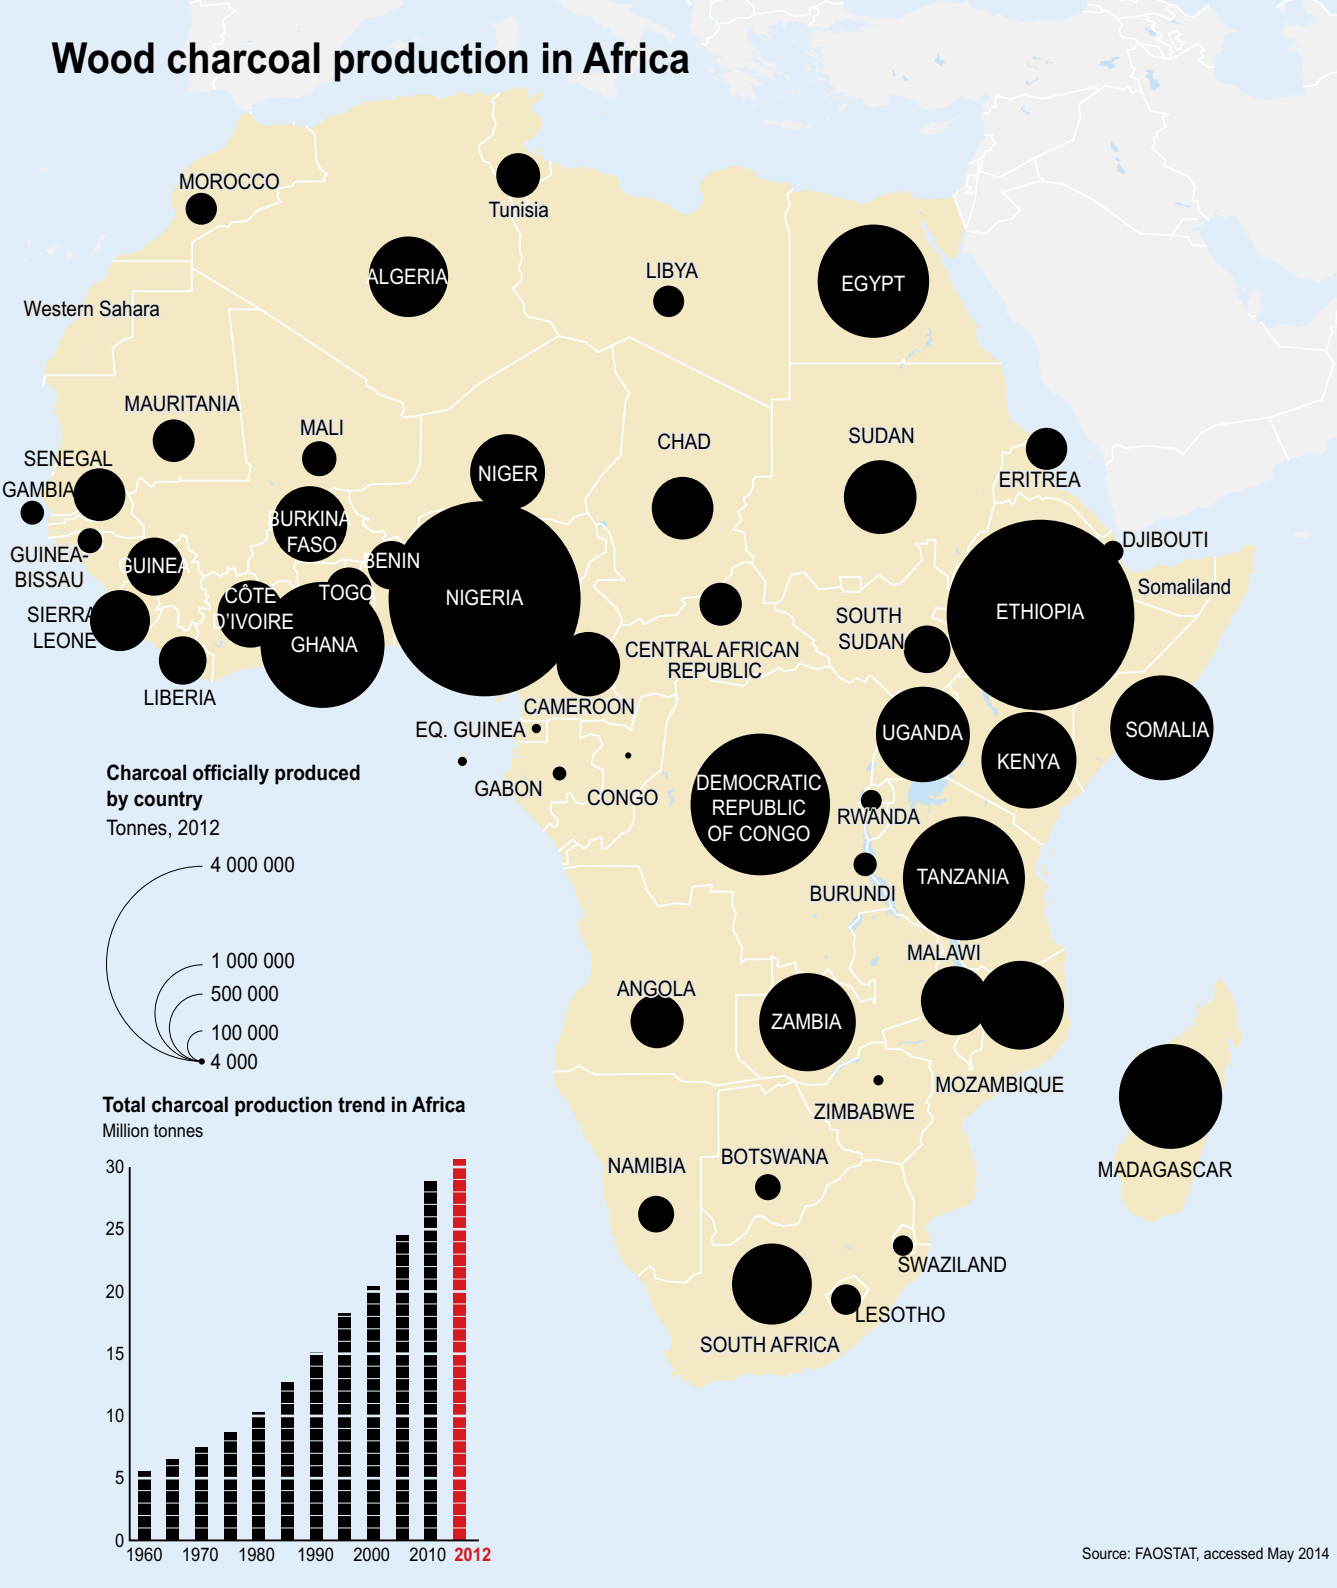 Wood charcoal production in Africa
MOROCCO
Tunisia
ALGERIA
LIBYA
EGYPT
Western Sahara
MAURITANIA
MALI
CHAD
SUDAN
SENEGAL
NIGER
ERITREA
GAMBIA
BURKINA
FASO
DJIBOUTI
GUINEA-
BISSAU
GUINEA
BENIN
Somaliland
TOGO
CÔTE
D'IVOIRE
NIGERIA
ETHIOPIA
SIERRA
LEONE
GHANA
SOUTH
SUDAN
CENTRAL AFRICAN
REPUBLIC
LIBERIA
CAMEROON
EQ. GUINEA
UGANDA
SOMALIA
KENYA
GABON
CONGO
DEMOCRATIC
REPUBLIC
OF CONGO
RWANDA
BURUNDI
TANZANIA
MALAWI
ANGOLA
ZAMBIA
MOZAMBIQUE
ZIMBABWE
NAMIBIA
BOTSWANA
MADAGASCAR
SWAZILAND
LESOTHO
SOUTH AFRICA
Charcoal officially produced
by country
Tonnes, 2012
4 000 000
1 000 000
500 000
100 000
4 000
Total charcoal production trend in Africa
Million tonnes
30
25
20
15
10
5
0
1960 1970 1980 1990 2000 2010 2012
Source: FAOSTAT, accessed May 2014